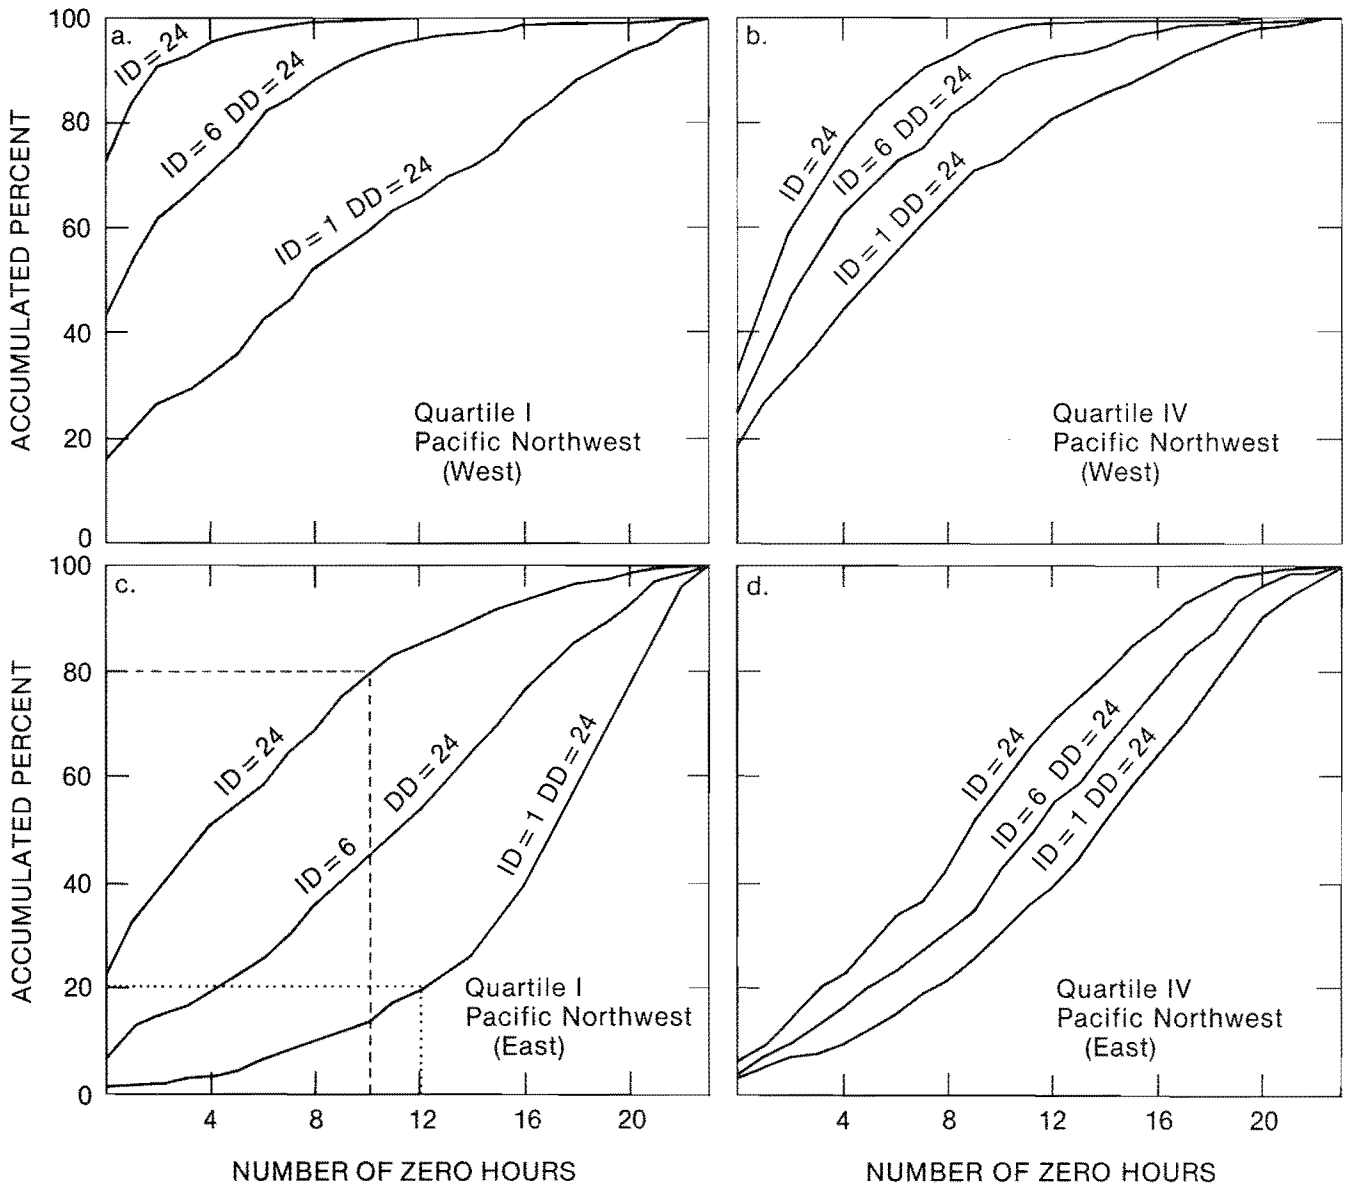 a.
ID=24
ID=6 DD=24
ID=1 DD=24
Quartile I
Pacific Northwest
(West)
ACCUMULATED PERCENT
100
80
60
40
20
0
b.
ID=24
ID=6 DD=24
ID=1 DD=24
Quartile IV
Pacific Northwest
(West)
c.
ID=24
ID=6 DD=24
ID=1 DD=24
Quartile I
Pacific Northwest
(East)
ACCUMULATED PERCENT
100
80
60
40
20
0
4 8 12 16 20
NUMBER OF ZERO HOURS
d.
ID=24
ID=6 DD=24
ID=1 DD=24
Quartile IV
Pacific Northwest
(East)
4 8 12 16 20
NUMBER OF ZERO HOURS